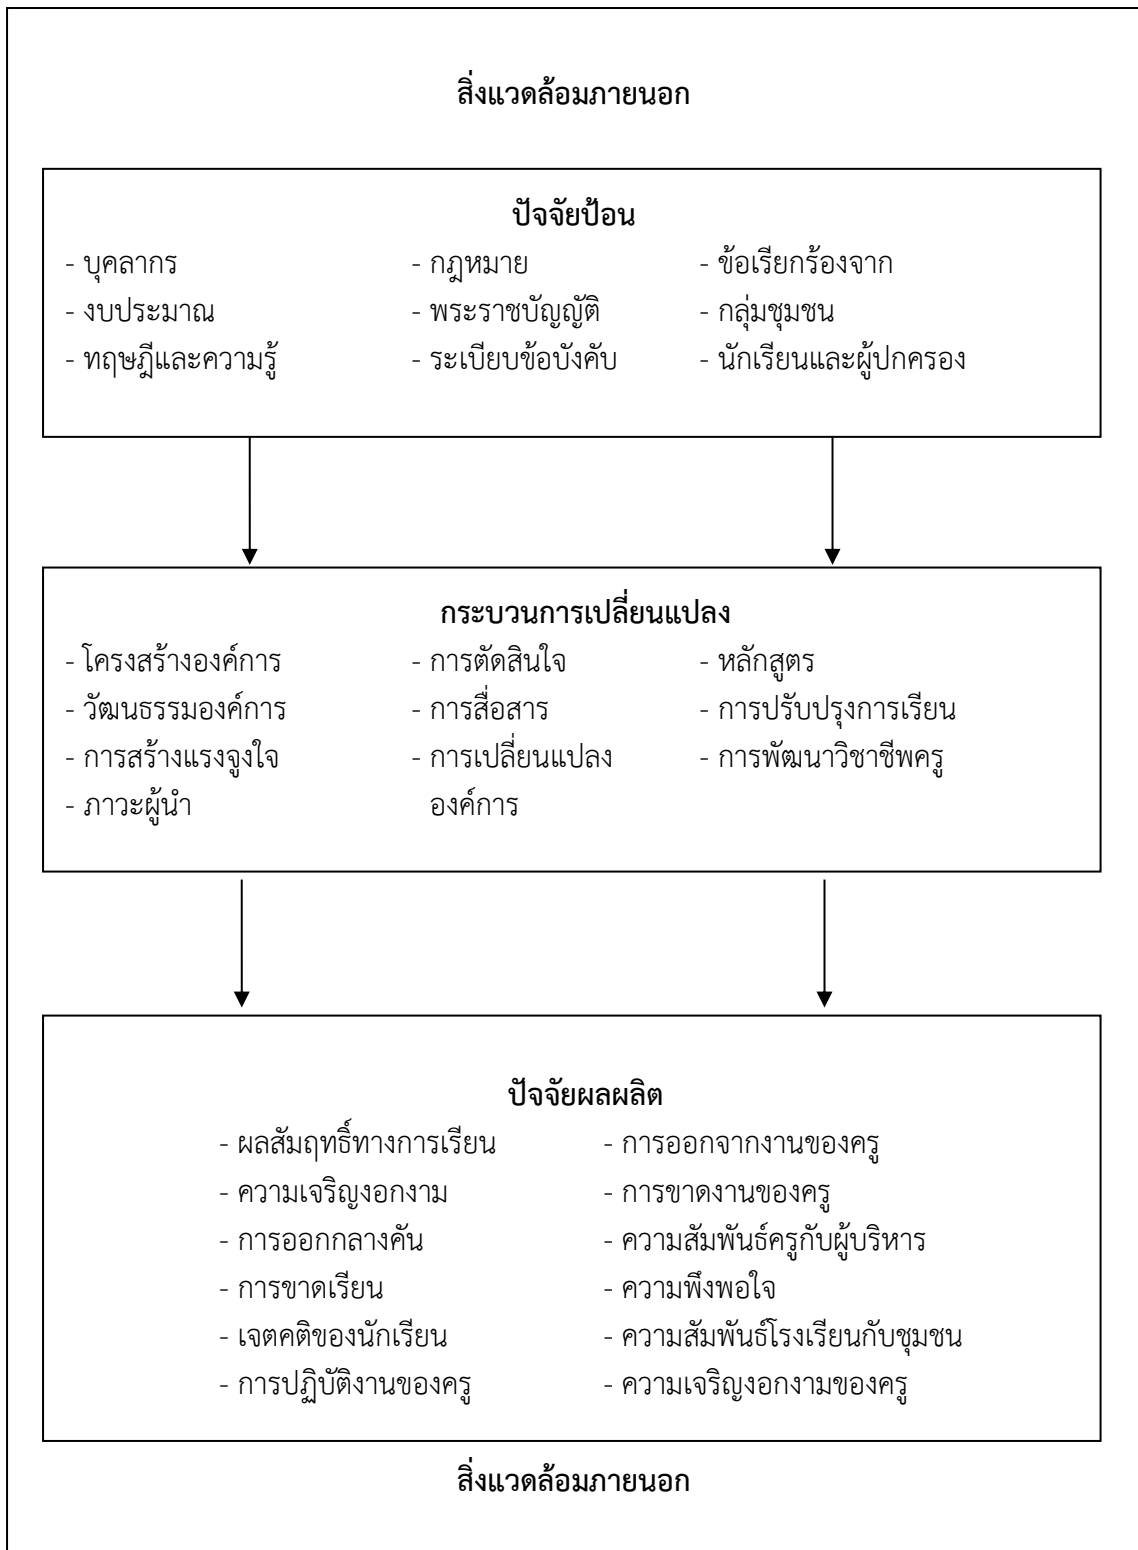 สิ่งแวดล้อมภายนอก
ปัจจัยป้อน
- บุคลากร - กฎหมาย - ข้อเรียกร้องจาก
- งบประมาณ - พระราชบัญญัติ - กลุ่มชุมชน
- ทฤษฎีและความรู้ - ระเบียบข้อบังคับ - นักเรียนและผู้ปกครอง
กระบวนการเปลี่ยนแปลง
- โครงสร้างองค์การ - การตัดสินใจ - หลักสูตร
- วัฒนธรรมองค์การ - การสื่อสาร - การปรับปรุงการเรียน
- การสร้างแรงจูงใจ - การเปลี่ยนแปลง - การพัฒนาวิชาชีพครู
- ภาวะผู้นำ องค์การ
ปัจจัยผลผลิต
- ผลสัมฤทธิ์ทางการเรียน - การออกจากงานของครู
- ความเจริญงอกงาม - การขาดงานของครู
- การออกกลางคัน - ความสัมพันธ์ครูกับผู้บริหาร
- การขาดเรียน - ความพึงพอใจ
- เจตคติของนักเรียน - ความสัมพันธ์โรงเรียนกับชุมชน
- การปฏิบัติงานของครู - ความเจริญงอกงามของครู
สิ่งแวดล้อมภายนอก